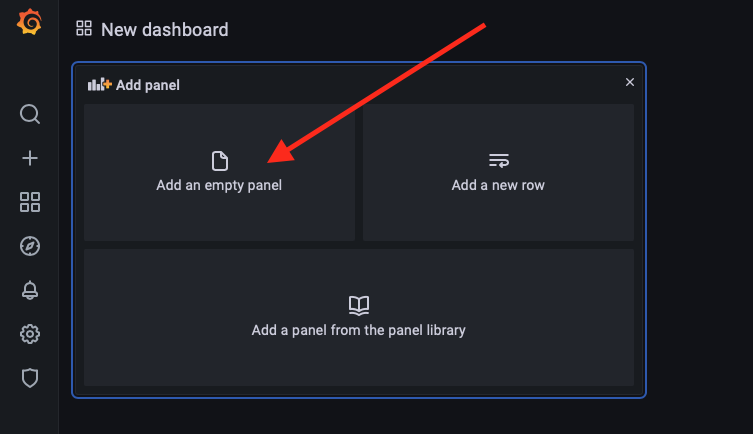 New dashboard
Add panel
Add an empty panel
Add a new row
Add a panel from the panel library